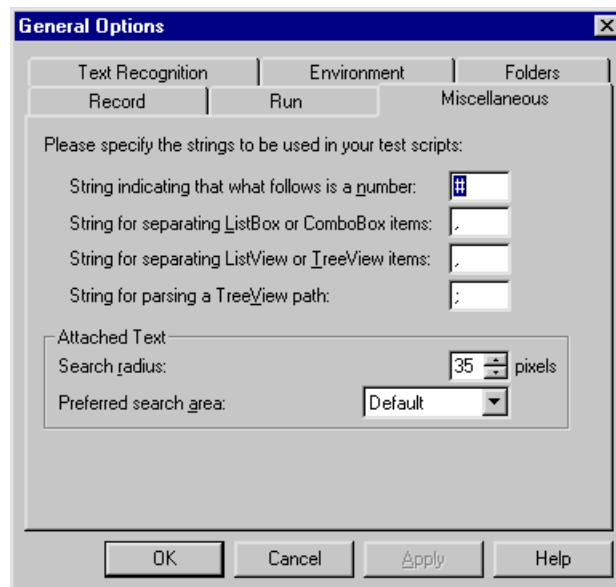 General Options
Text Recognition Environment Folders
Record Run Miscellaneous
Please specify the strings to be used in your test scripts:
String indicating that what follows is a number: #
String for separating ListBox or ComboBox items: ,
String for separating ListView or TreeView items: ,
String for parsing a TreeView path: ;
Attached Text
Search radius: 35 pixels
Preferred search area: Default
OK Cancel Apply Help